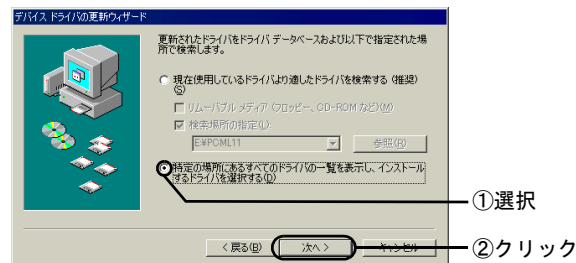 デバイス ドライバの更新ウィザード
更新されたドライバをドライバ データベースおよび以下で指定された場
所で検索します。
現在使用しているドライバより適したドライバを検索する (推奨)
(S)
リムーバブル メディア (フロッピー、CD-ROM など)(M)
検索場所の指定(L):
E:¥PCML11
参照(R)
特定の場所にあるすべてのドライバの一覧を表示し、インストール
するドライバを選択する(D)
①選択
< 戻る(B)
次へ >
キャンセル
②クリック